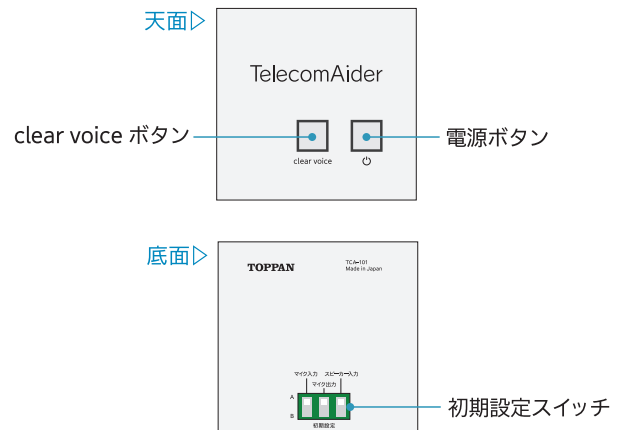 天面▷
TelecomAider
clear voice ボタン
電源ボタン
clear voice
底面▷
TOPPAN
TCA-101
Made in Japan
マイク入力 スピーカー入力
マイク出力
A
B
初期設定
初期設定スイッチ